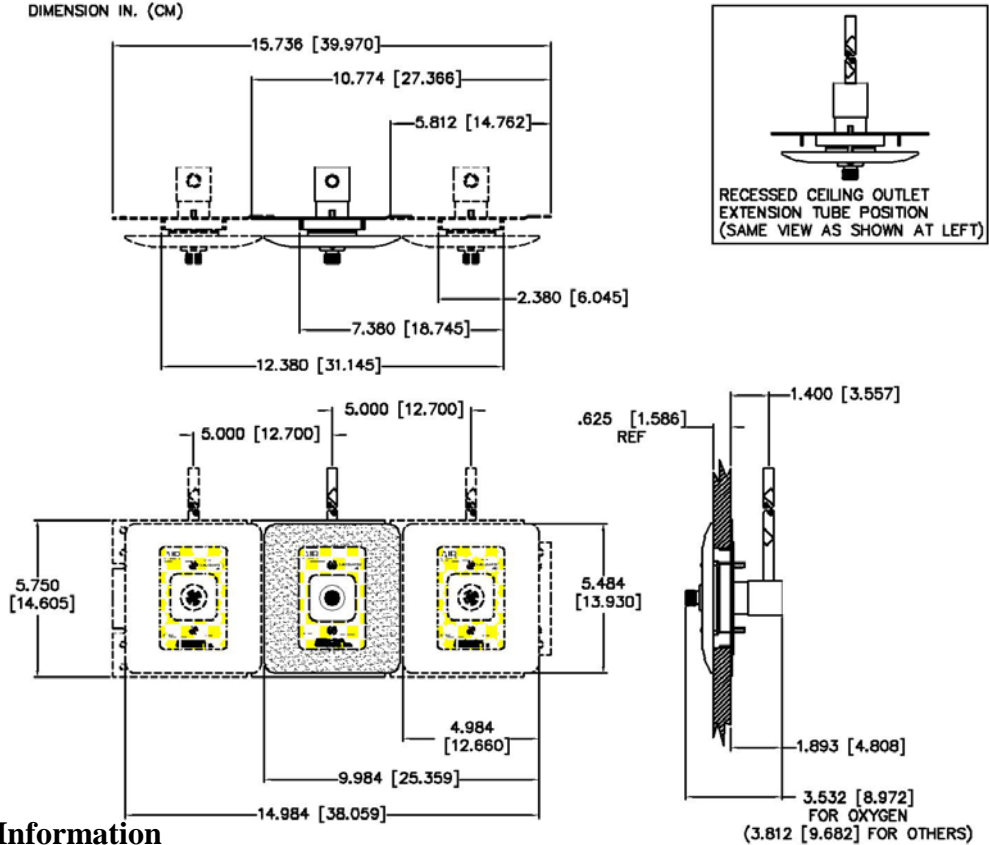 DIMENSION IN. (CM)
15.736 [39.970]
10.774 [27.366]
5.812 [14.762]
RECESSED CEILING OUTLET
EXTENSION TUBE POSITION
(SAME VIEW AS SHOWN AT LEFT)
2.380 [6.045]
7.380 [18.745]
12.380 [31.145]
5.000 [12.700]
5.000 [12.700]
1.400 [3.557]
.625 [1.586]
REF
5.750
[14.605]
AIR
AIR
AIR
5.484
[13.930]
4.984
[12.660]
9.984 [25.359]
14.984 [38.059]
1.893 [4.808]
3.532 [8.972]
FOR OXYGEN
(3.812 [9.682] FOR OTHERS)
Information